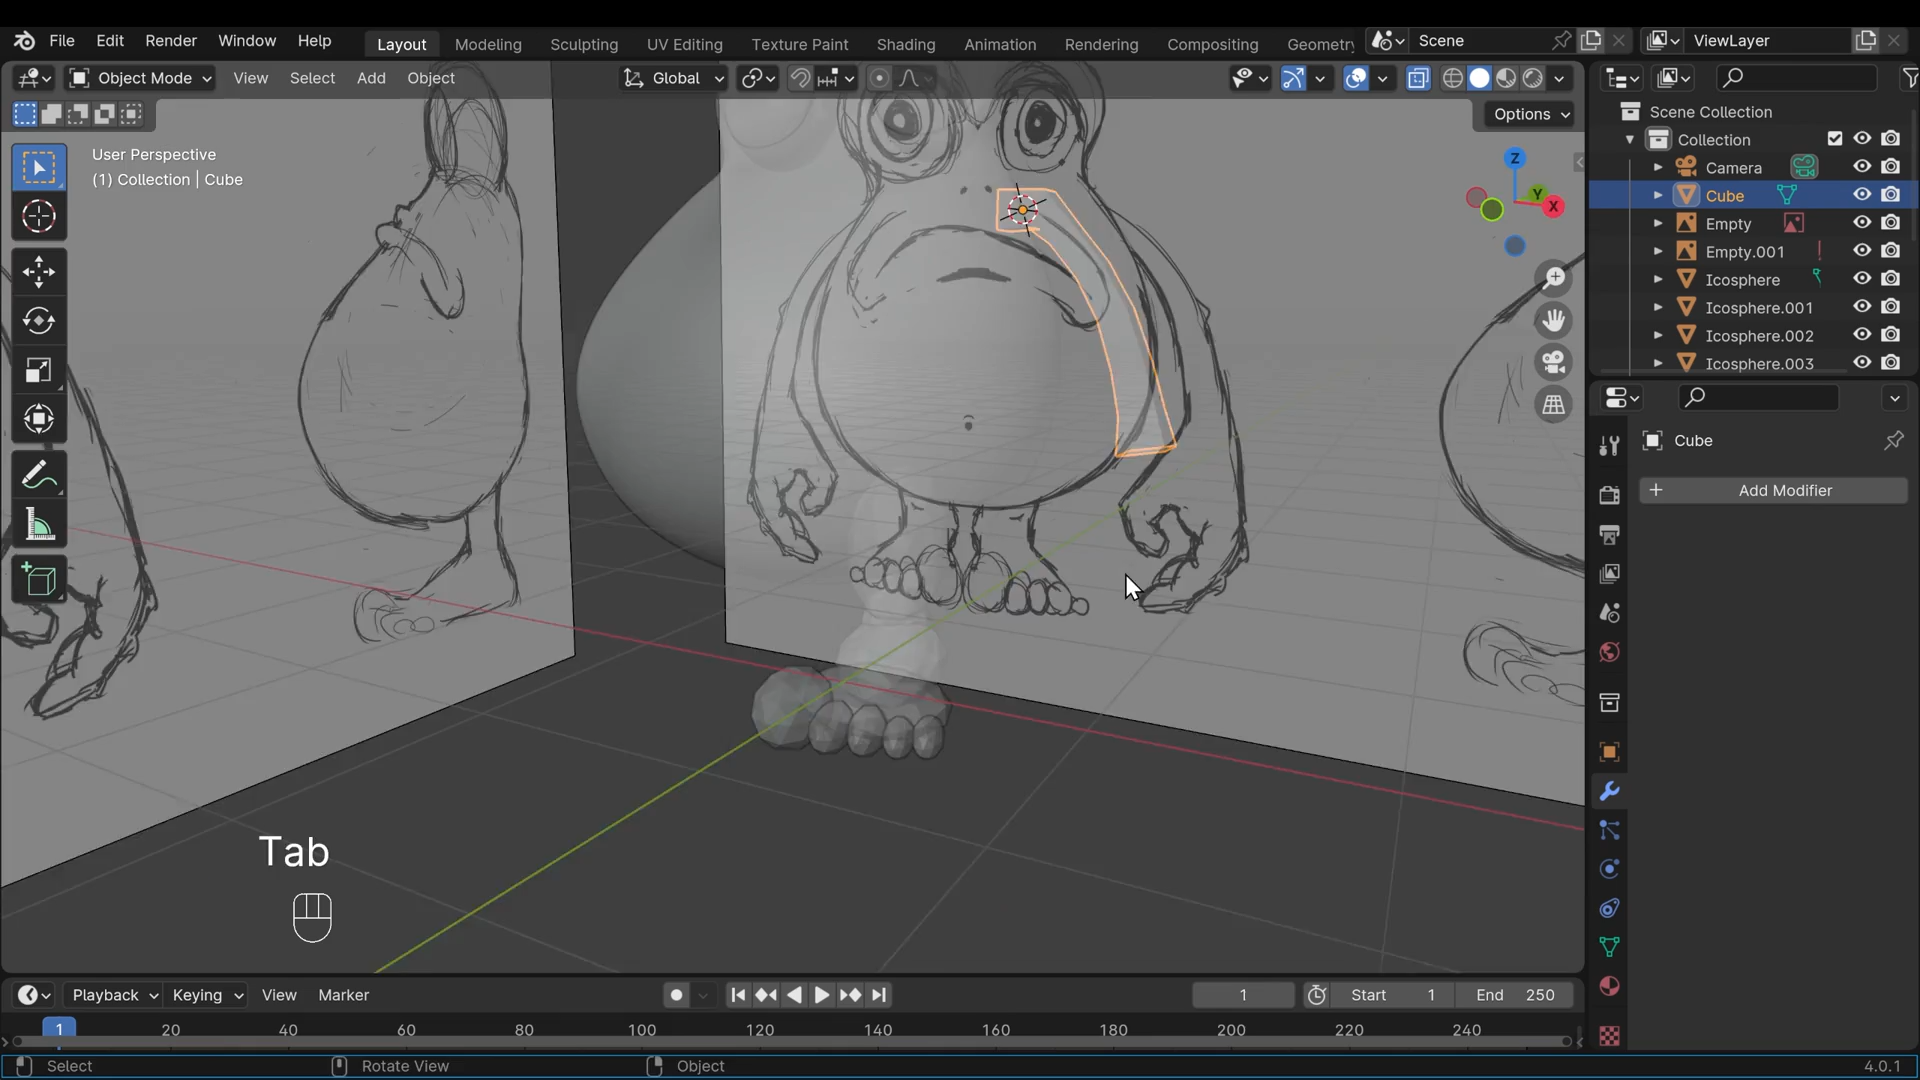 File Edit Render Window Help Layout Modeling Sculpting UV Editing Texture Paint Shading Animation Rendering Compositing Geometry Scene ViewLayer
Object Mode View Select Add Object Global
Options
User Perspective
(1) Collection | Cube
Z
Y
X
Scene Collection
Collection
Camera
Cube
Empty
Empty.001
Icosphere
Icosphere.001
Icosphere.002
Icosphere.003
Cube
+ Add Modifier
Tab
Playback Keying View Marker 1 Start 1 End 250
1 20 40 60 80 100 120 140 160 180 200 220 240
Select Rotate View Object 4.0.1